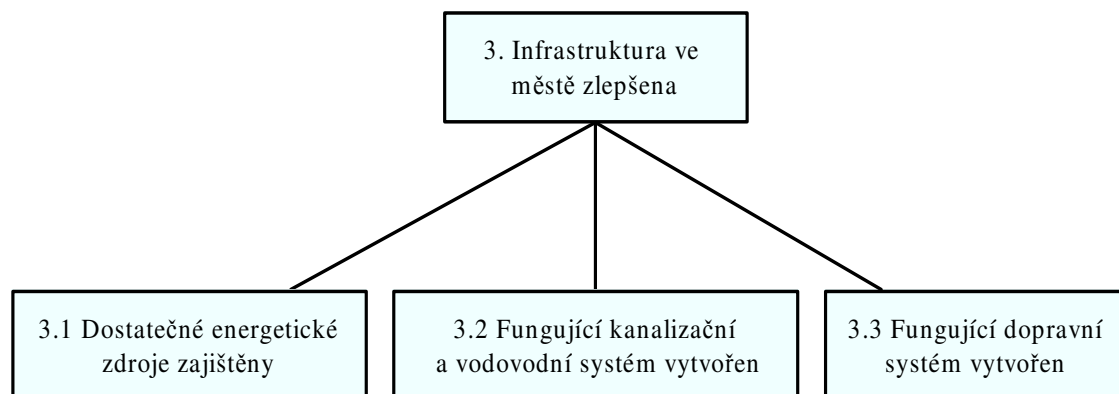 3. Infrastruktura ve
městě zlepšena
3.1 Dostatečné energetické
zdroje zajištěny
3.2 Fungující kanalizační
a vodovodní systém vytvořen
3.3 Fungující dopravní
systém vytvořen